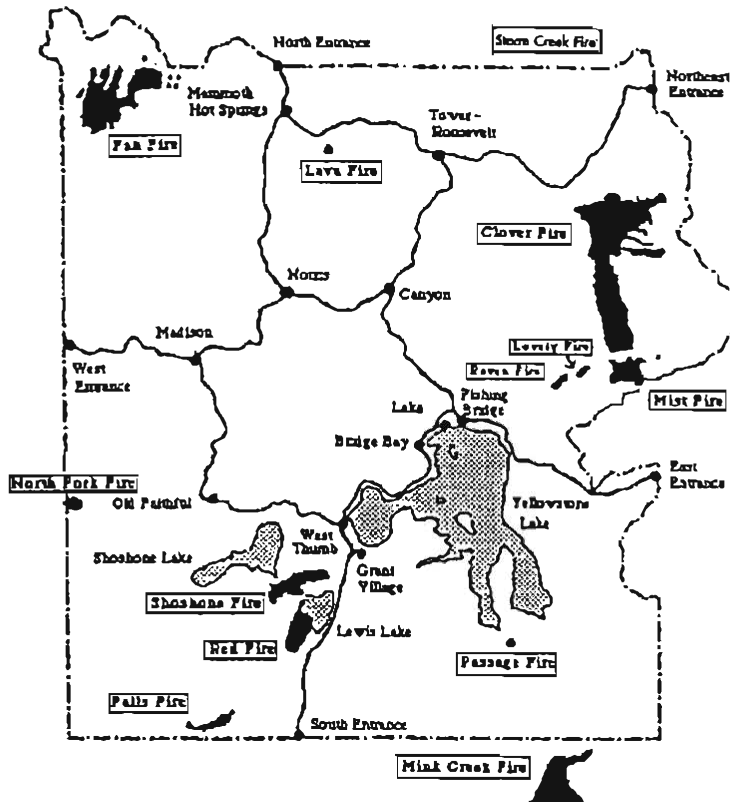 North Entrance
Storm Creek Fire
Northeast
Entrance
Mammoth
Hot Springs
Tower-
Roosevelt
Fan Fire
Lava Fire
Clover Fire
Norris
Canyon
Madison
Lovely Fire
Raven Fire
West
Entrance
Fishing
Bridge
Mist Fire
Lake
Bridge Bay
East
Entrance
North Fork Fire
Old Faithful
Yellowstone
Lake
West
Thumb
Shoshone Lake
Grant
Village
Shoshone Fire
Lewis Lake
Red Fire
Passage Fire
Falls Fire
South Entrance
Mink Creek Fire